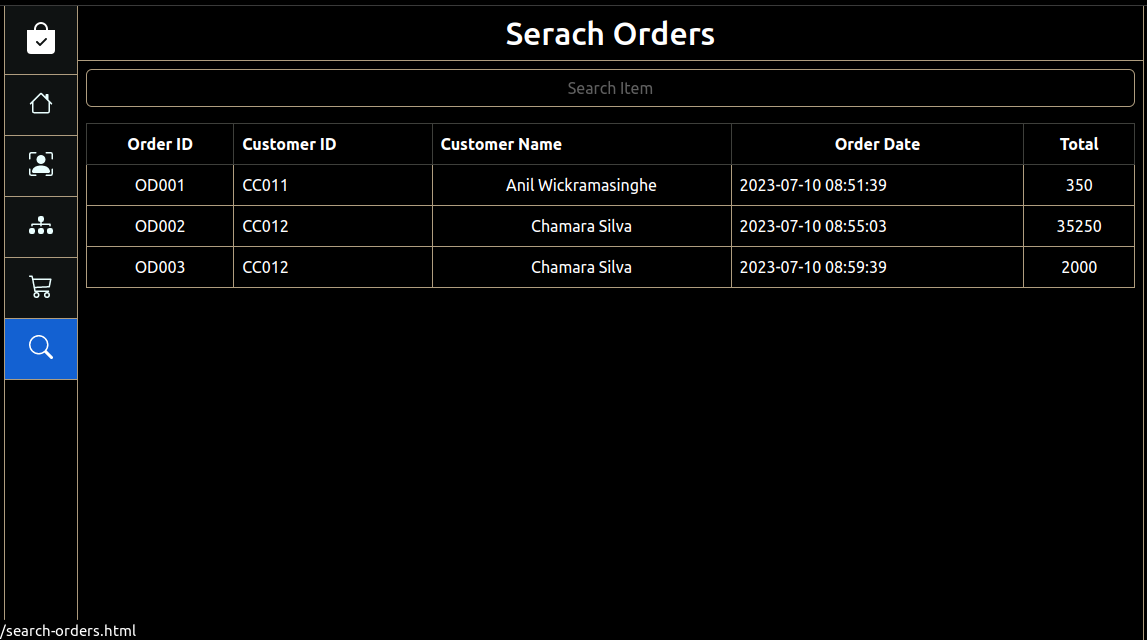 Serach Orders
Search Item
Order ID Customer ID Customer Name Order Date Total
OD001 CC011 Anil Wickramasinghe 2023-07-10 08:51:39 350
OD002 CC012 Chamara Silva 2023-07-10 08:55:03 35250
OD003 CC012 Chamara Silva 2023-07-10 08:59:39 2000
/search-orders.html